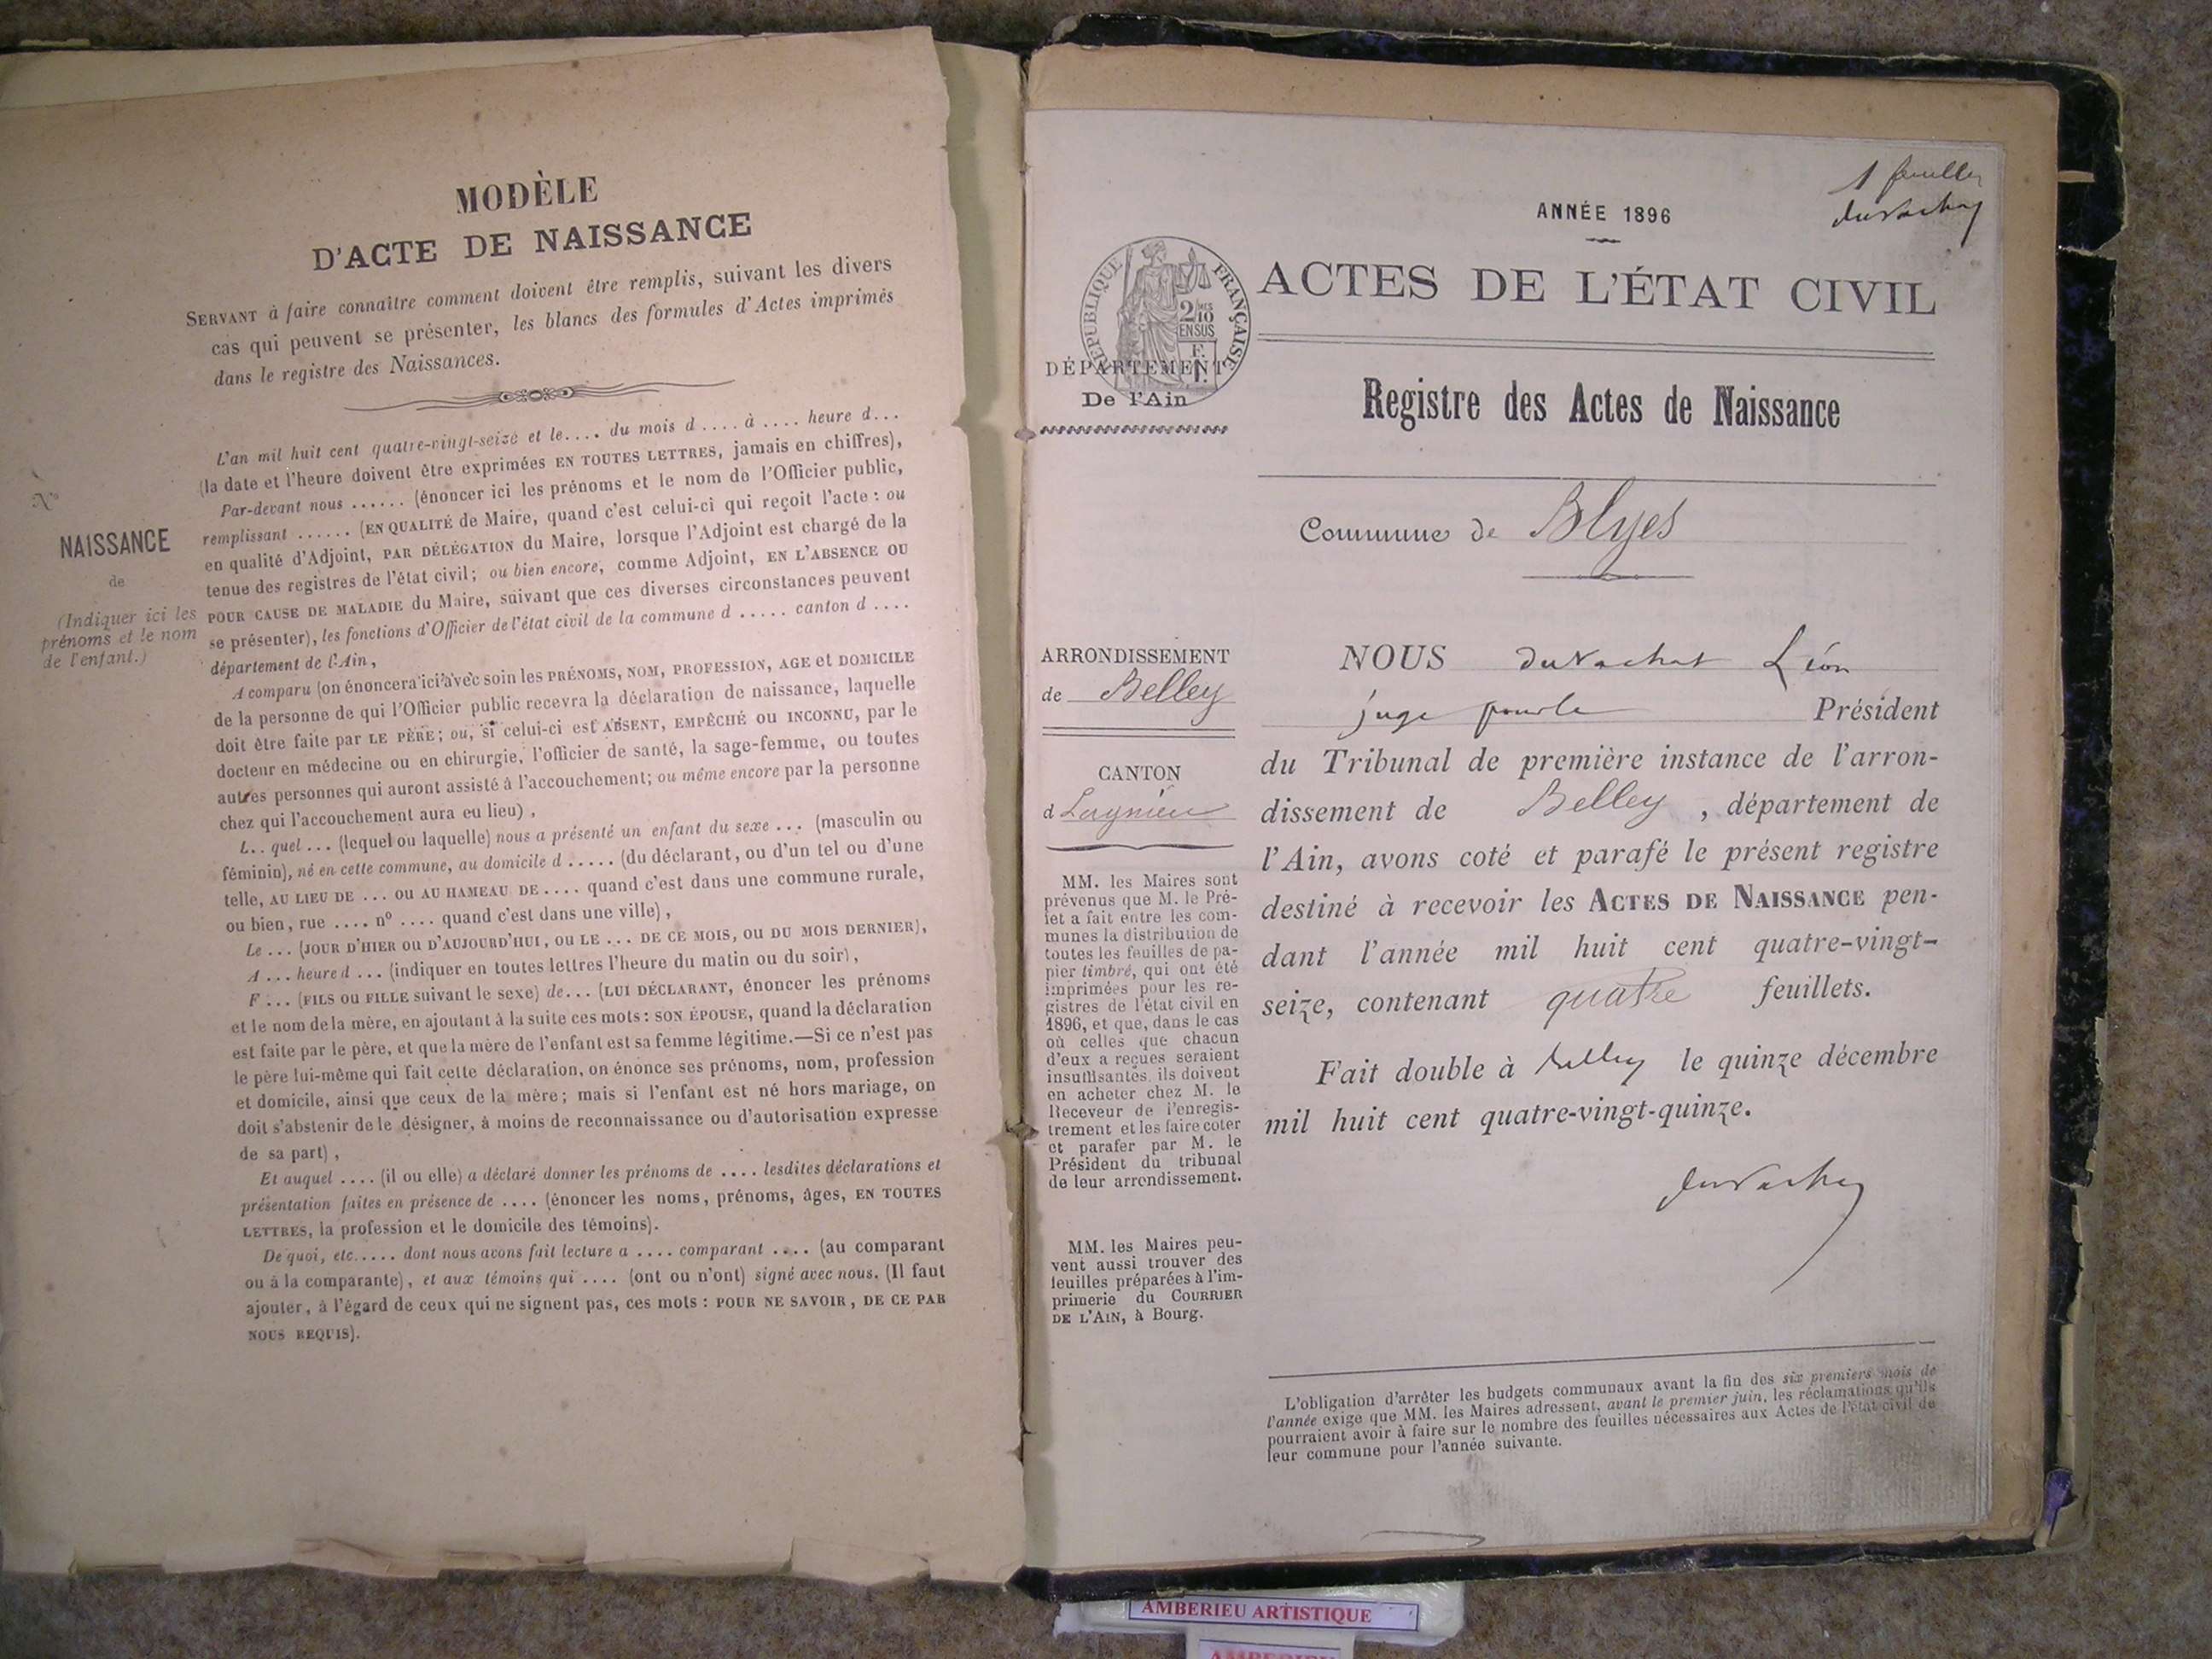 MODÈLE
D'ACTE DE NAISSANCE
SERVANT à faire connaître comment doivent être remplis, suivant les divers
cas qui peuvent se présenter, les blancs des formules d'Actes imprimés
dans le registre des Naissances.
L'an mil huit cent quatre-vingt-seize et le.... du mois d .... à .... heure d...
(la date et l'heure doivent être exprimées EN TOUTES LETTRES, jamais en chiffres),
Par-devant nous ...... (énoncer ici les prénoms et le nom de l'Officier public,
remplissant ...... (EN QUALITÉ de Maire, quand c'est celui-ci qui reçoit l'acte : ou
en qualité d'Adjoint, PAR DÉLÉGATION du Maire, lorsque l'Adjoint est chargé de la
tenue des registres de l'état civil; ou bien encore, comme Adjoint, EN L'ABSENCE OU
POUR CAUSE DE MALADIE du Maire, suivant que ces diverses circonstances peuvent
se présenter), les fonctions d'Officier de l'état civil de la commune d ..... canton d ....
département de l'Ain,
A comparu (on énoncera ici avec soin les PRÉNOMS, NOM, PROFESSION, AGE et DOMICILE
de la personne de qui l'Officier public recevra la déclaration de naissance, laquelle
doit être faite par LE PÈRE; ou, si celui-ci est ABSENT, EMPÊCHÉ OU INCONNU, par le
docteur en médecine ou en chirurgie, l'officier de santé, la sage-femme, ou toutes
autres personnes qui auront assisté à l'accouchement; ou même encore par la personne
chez qui l'accouchement aura eu lieu),
L.. quel ... (lequel ou laquelle) nous a présenté un enfant du sexe ... (masculin ou
féminin), né en cette commune, au domicile d ..... (du déclarant, ou d'un tel ou d'une
telle, AU LIEU DE ... OU AU HAMEAU DE .... quand c'est dans une commune rurale,
ou bien, rue .... nº .... quand c'est dans une ville),
Le ... (JOUR D'HIER OU D'AUJOURD'HUI, OU LE ... DE CE MOIS, OU DU MOIS DERNIER),
A ... heure d ... (indiquer en toutes lettres l'heure du matin ou du soir),
F ... (FILS OU FILLE suivant le sexe) de... (LUI DÉCLARANT, énoncer les prénoms
et le nom de la mère, en ajoutant à la suite ces mots : SON ÉPOUSE, quand la déclaration
est faite par le père, et que la mère de l'enfant est sa femme légitime.—Si ce n'est pas
le père lui-même qui fait cette déclaration, on énonce ses prénoms, nom, profession
et domicile, ainsi que ceux de la mère; mais si l'enfant est né hors mariage, on
doit s'abstenir de le désigner, à moins de reconnaissance ou d'autorisation expresse
de sa part),
Et auquel .... (il ou elle) a déclaré donner les prénoms de .... lesdites déclarations et
présentation faites en présence de .... (énoncer les noms, prénoms, âges, EN TOUTES
LETTRES, la profession et le domicile des témoins).
De quoi, etc..... dont nous avons fait lecture a .... comparant .... (au comparant
ou à la comparante), et aux témoins qui .... (ont ou n'ont) signé avec nous. (Il faut
ajouter, à l'égard de ceux qui ne signent pas, ces mots : POUR NE SAVOIR, DE CE PAR
NOUS REQUIS).
Nº
NAISSANCE
de
(Indiquer ici les
prénoms et le nom
de l'enfant.)
1 feuillet
duvachat
ANNÉE 1896
ACTES DE L'ÉTAT CIVIL
RÉPUBLIQUE FRANÇAISE
2 MES
10
EN SUS
DÉPARTEMENT
De l'Ain
Registre des Actes de Naissance
Commune de Blyes
ARRONDISSEMENT
de Belley
CANTON
d Lagnieu
MM. les Maires sont
prévenus que M. le Pré-
fet a fait entre les com-
munes la distribution de
toutes les feuilles de pa-
pier timbré, qui ont été
imprimées pour les re-
gistres de l'état civil en
1896, et que, dans le cas
où celles que chacun
d'eux a reçues seraient
insuffisantes, ils doivent
en acheter chez M. le
Receveur de l'enregis-
trement et les faire coter
et parafer par M. le
Président du tribunal
de leur arrondissement.
MM. les Maires peu-
vent aussi trouver des
feuilles préparées à l'im-
primerie du COURRIER
DE L'AIN, à Bourg.
NOUS duvachat Léon
juge pour le Président
du Tribunal de première instance de l'arron-
dissement de Belley, département de
l'Ain, avons coté et parafé le présent registre
destiné à recevoir les ACTES DE NAISSANCE pen-
dant l'année mil huit cent quatre-vingt-
seize, contenant quatre feuillets.
Fait double à belley le quinze décembre
mil huit cent quatre-vingt-quinze.
duvachat
L'obligation d'arrêter les budgets communaux avant la fin des six premiers mois de
l'année exige que MM. les Maires adressent, avant le premier juin, les réclamations qu'ils
pourraient avoir à faire sur le nombre des feuilles nécessaires aux Actes de l'état civil de
leur commune pour l'année suivante.
AMBERIEU ARTISTIQUE
AMBERIEU